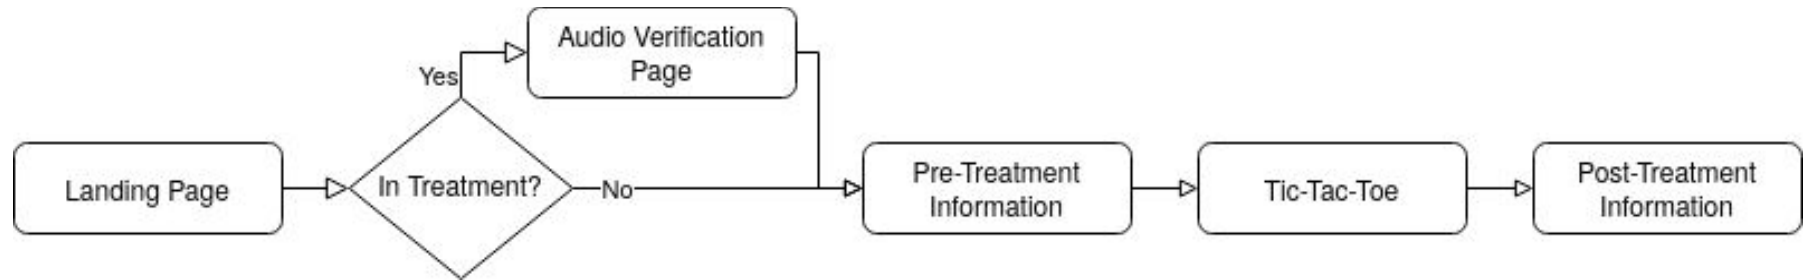 Landing Page
In Treatment?
Yes
Audio Verification
Page
No
Pre-Treatment
Information
Tic-Tac-Toe
Post-Treatment
Information